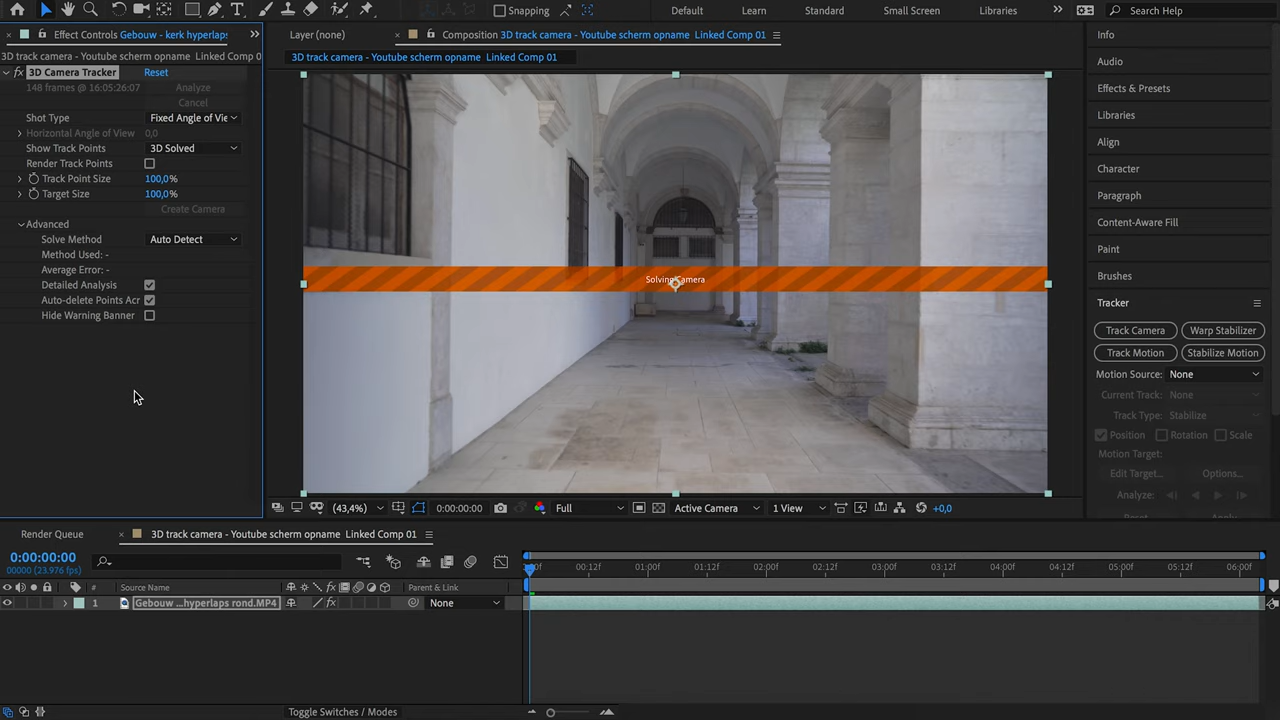 Snapping
Default
Learn
Standard
Small Screen
Libraries
Search Help
Effect Controls Gebouw - kerk hyperlaps
3D track camera - Youtube scherm opname Linked Comp 0
fx 3D Camera Tracker Reset
148 frames @ 16:05:26:07 Analyze
Cancel
Shot Type Fixed Angle of Vie
Horizontal Angle of View 0,0
Show Track Points 3D Solved
Render Track Points
Track Point Size 100,0%
Target Size 100,0%
Create Camera
Advanced
Solve Method Auto Detect
Method Used: -
Average Error: -
Detailed Analysis
Auto-delete Points Acr
Hide Warning Banner
Layer (none)
Composition 3D track camera - Youtube scherm opname Linked Comp 01
3D track camera - Youtube scherm opname Linked Comp 01
Solving Camera
(43,4%) 0:00:00:00 Full Active Camera 1 View +0,0
Info
Audio
Effects & Presets
Libraries
Align
Character
Paragraph
Content-Aware Fill
Paint
Brushes
Tracker
Track Camera Warp Stabilizer
Track Motion Stabilize Motion
Motion Source: None
Current Track: None
Track Type: Stabilize
Position Rotation Scale
Motion Target:
Edit Target... Options...
Analyze:
Render Queue
3D track camera - Youtube scherm opname Linked Comp 01
0:00:00:00
00000 (23.976 fps)
# Source Name fx Parent & Link
1 Gebouw ...hyperlaps rond.MP4 fx None
00:12f 01:00f 01:12f 02:00f 02:12f 03:00f 03:12f 04:00f 04:12f 05:00f 05:12f 06:00f
Toggle Switches / Modes